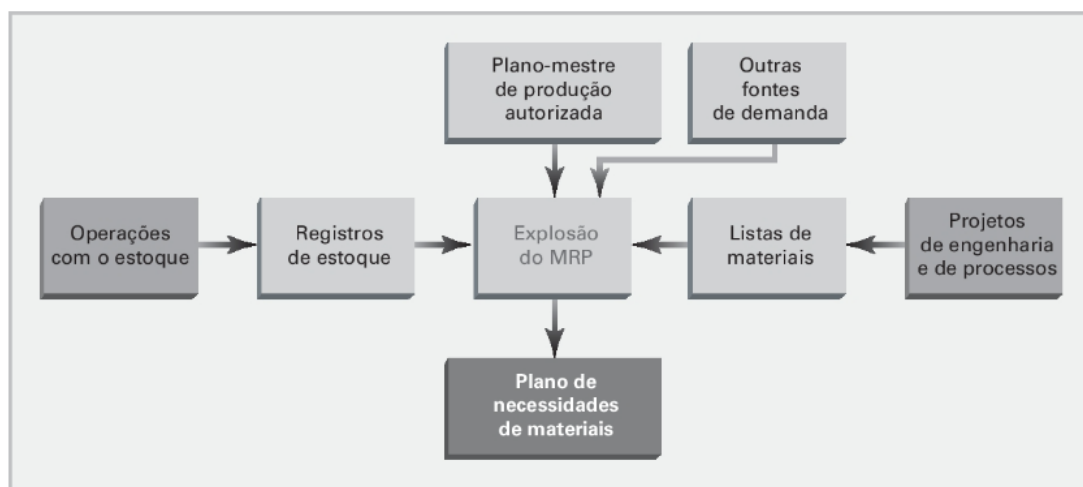 Plano-mestre
de produção
autorizada
Outras
fontes
de demanda
Operações
com o estoque
Registros
de estoque
Explosão
do MRP
Listas de
materiais
Projetos
de engenharia
e de processos
Plano de
necessidades
de materiais